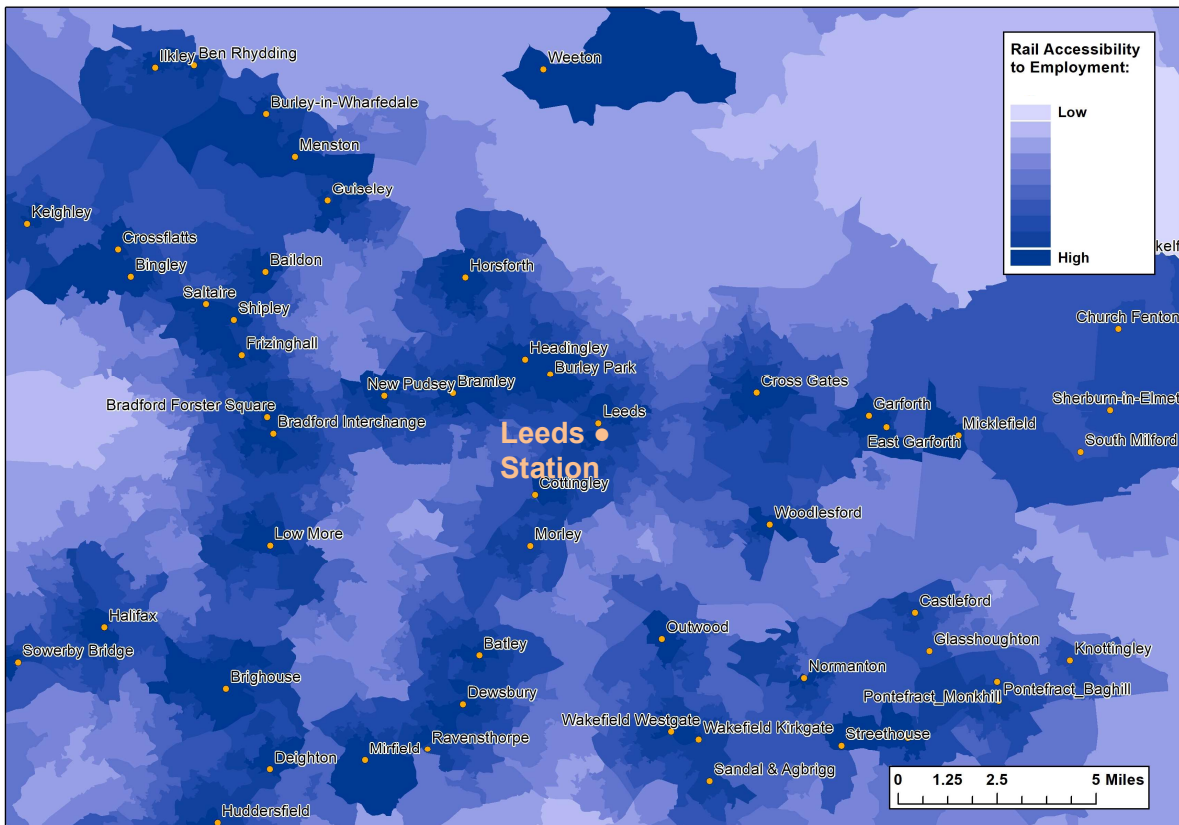 Ilkley
Ben Rhydding
Weeton
Rail Accessibility
to Employment:
Low
High
Burley-in-Wharfedale
Menston
Guiseley
Keighley
Crossflatts
Bingley
Baildon
Horsforth
kelf
Saltaire
Shipley
Church Fenton
Frizinghall
Headingley
Burley Park
New Pudsey
Bramley
Cross Gates
Bradford Forster Square
Bradford Interchange
Leeds
Garforth
East Garforth
Micklefield
Sherburn-in-Elmet
South Milford
Leeds
Station
Cottingley
Low More
Morley
Woodlesford
Halifax
Castleford
Sowerby Bridge
Batley
Outwood
Glasshoughton
Knottingley
Brighouse
Dewsbury
Normanton
Pontefract_Monkhill
Pontefract_Baghill
Wakefield Westgate
Wakefield Kirkgate
Streethouse
Deighton
Mirfield
Ravensthorpe
Sandal & Agbrigg
Huddersfield
0 1.25 2.5 5 Miles